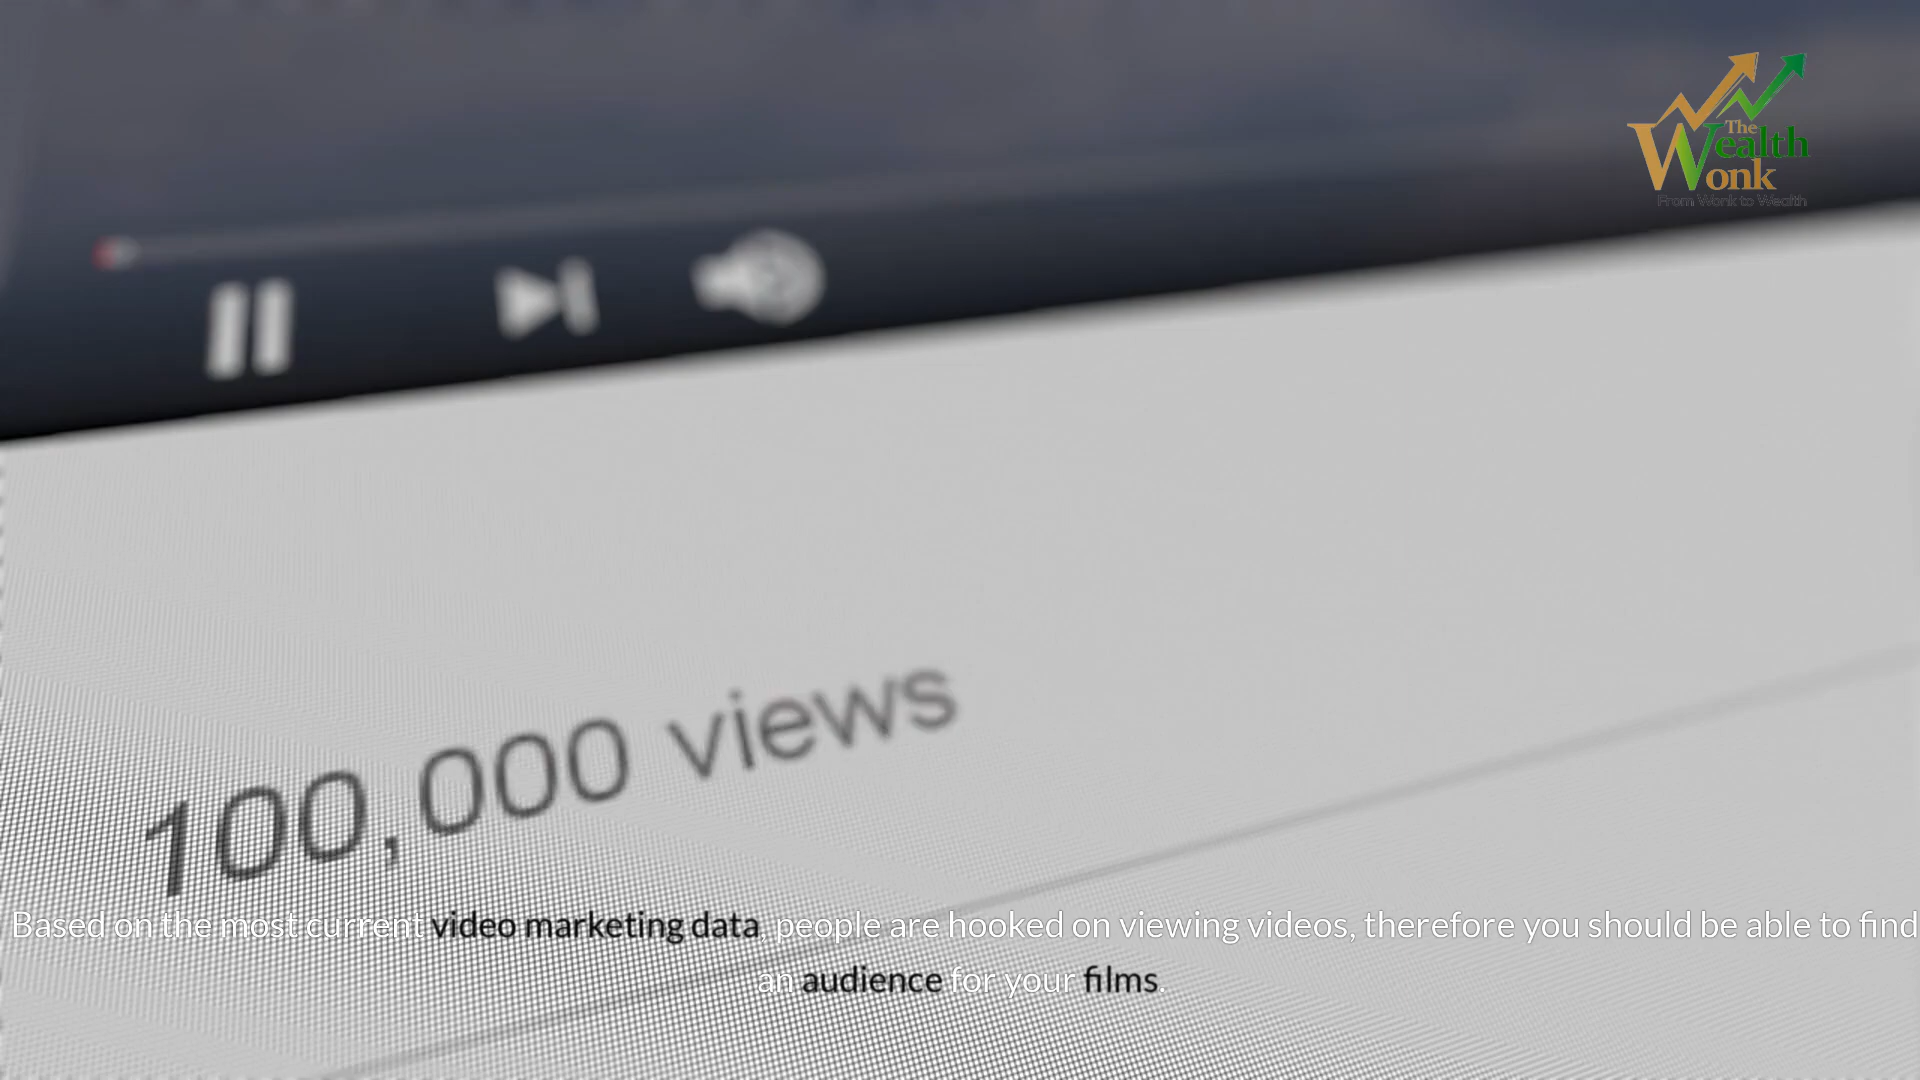 The
Wealth
Wonk
From Wonk to Wealth
100,000 views
Based on the most current video marketing data, people are hooked on viewing videos, therefore you should be able to find
an audience for your films.